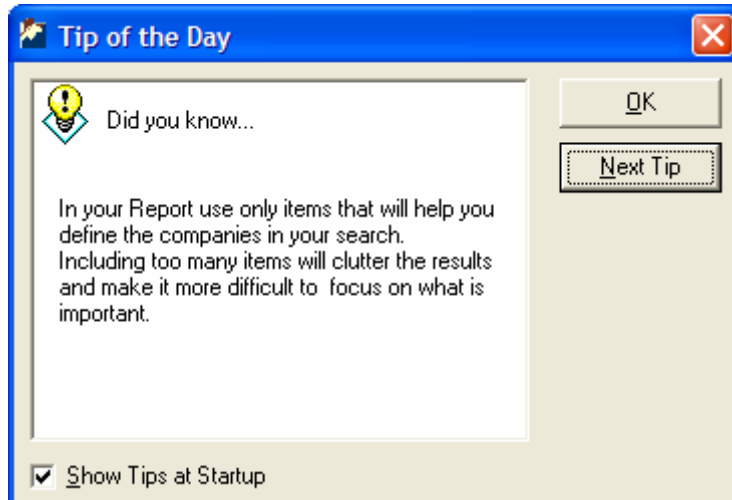 Tip of the Day
Did you know...
OK
Next Tip
In your Report use only items that will help you
define the companies in your search.
Including too many items will clutter the results
and make it more difficult to  focus on what is
important.
Show Tips at Startup